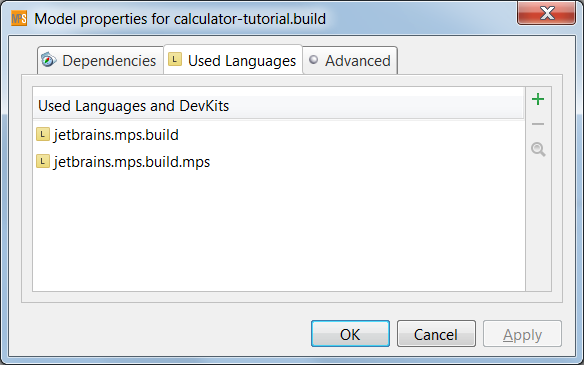 MPS Model properties for calculator-tutorial.build
Dependencies L Used Languages Advanced
Used Languages and DevKits
L jetbrains.mps.build
L jetbrains.mps.build.mps
OK Cancel Apply